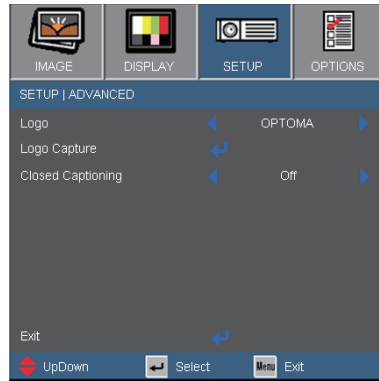 IMAGE DISPLAY SETUP OPTIONS
SETUP | ADVANCED
Logo OPTOMA
Logo Capture
Closed Captioning Off
Exit
UpDown Select Menu Exit